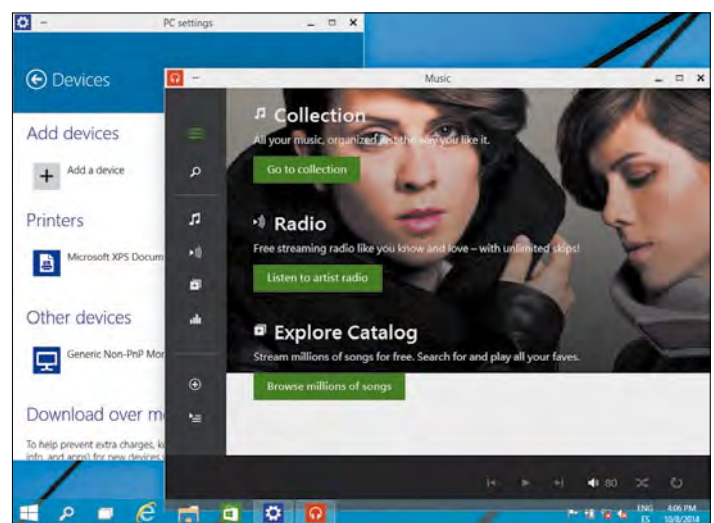 PC settings
Devices
Add devices
Add a device
Printers
Microsoft XPS Docum
Other devices
Generic Non-PnP Mor
Download over m
To help prevent extra charges, k
info, and apps) for new devices
Music
Collection
All your music, organized just the way you like it.
Go to collection
Radio
Free streaming radio like you know and love – with unlimited skips!
Listen to artist radio
Explore Catalog
Stream millions of songs for free. Search for and play all your faves.
Browse millions of songs
80
ENG
ES
4:06 PM
10/8/2014